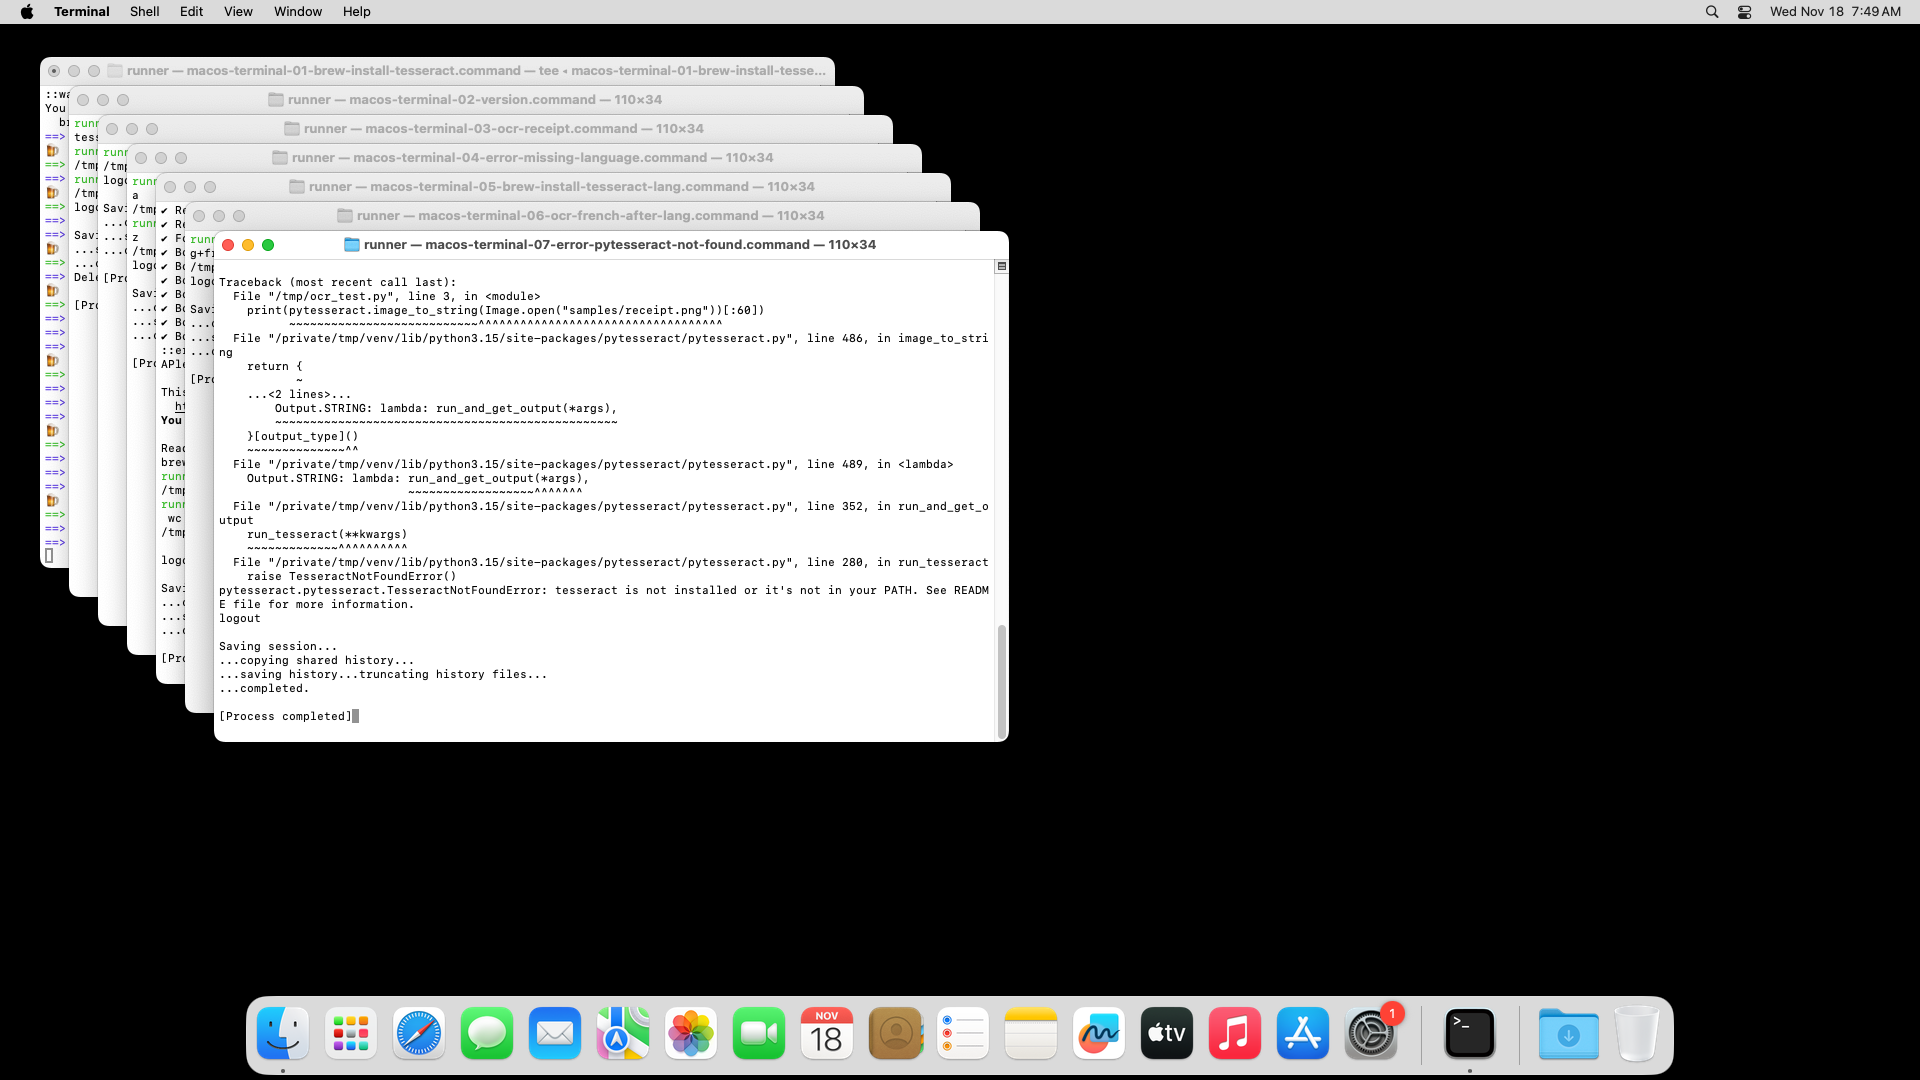 Terminal Shell Edit View Window Help
Wed Nov 18 7:49 AM
runner — macos-terminal-01-brew-install-tesseract.command — tee ◂ macos-terminal-01-brew-install-tesse...
runner — macos-terminal-02-version.command — 110×34
runner — macos-terminal-03-ocr-receipt.command — 110×34
runner — macos-terminal-04-error-missing-language.command — 110×34
runner — macos-terminal-05-brew-install-tesseract-lang.command — 110×34
runner — macos-terminal-06-ocr-french-after-lang.command — 110×34
runner — macos-terminal-07-error-pytesseract-not-found.command — 110×34
Traceback (most recent call last):
  File "/tmp/ocr_test.py", line 3, in <module>
    print(pytesseract.image_to_string(Image.open("samples/receipt.png"))[:60])
          ~~~~~~~~~~~~~~~~~~~~~~~~~~~^^^^^^^^^^^^^^^^^^^^^^^^^^^^^^^^^^^
  File "/private/tmp/venv/lib/python3.15/site-packages/pytesseract/pytesseract.py", line 486, in image_to_stri
ng
    return {
           ~
    ...<2 lines>...
        Output.STRING: lambda: run_and_get_output(*args),
        ~~~~~~~~~~~~~~~~~~~~~~~~~~~~~~~~~~~~~~~~~~~~~~~~~
    }[output_type]()
    ~~~~~~~~~~~~~~^^
  File "/private/tmp/venv/lib/python3.15/site-packages/pytesseract/pytesseract.py", line 489, in <lambda>
    Output.STRING: lambda: run_and_get_output(*args),
                           ~~~~~~~~~~~~~~~~~~^^^^^^^
  File "/private/tmp/venv/lib/python3.15/site-packages/pytesseract/pytesseract.py", line 352, in run_and_get_o
utput
    run_tesseract(**kwargs)
    ~~~~~~~~~~~~~^^^^^^^^^^
  File "/private/tmp/venv/lib/python3.15/site-packages/pytesseract/pytesseract.py", line 280, in run_tesseract
    raise TesseractNotFoundError()
pytesseract.pytesseract.TesseractNotFoundError: tesseract is not installed or it's not in your PATH. See READM
E file for more information.
logout
Saving session...
...copying shared history...
...saving history...truncating history files...
...completed.
[Process completed]
NOV
18
tv
1
>_